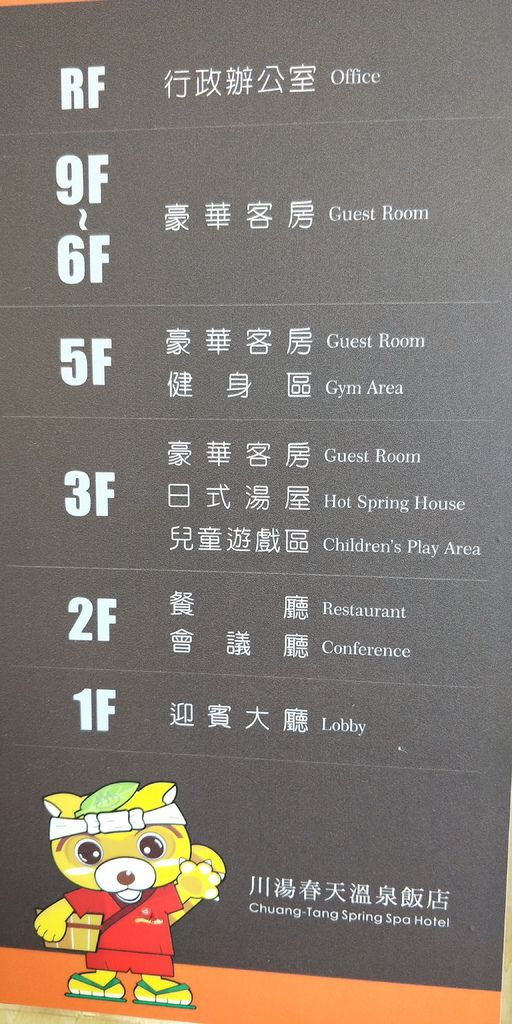 RF 行政辦公室 Office
9F
~ 豪華客房 Guest Room
6F
5F 豪華客房 Guest Room
健身區 Gym Area
豪華客房 Guest Room
3F 日式湯屋 Hot Spring House
兒童遊戲區 Children's Play Area
2F 餐廳 Restaurant
會議廳 Conference
1F 迎賓大廳 Lobby
川湯春天溫泉飯店
Chuang-Tang Spring Spa Hotel